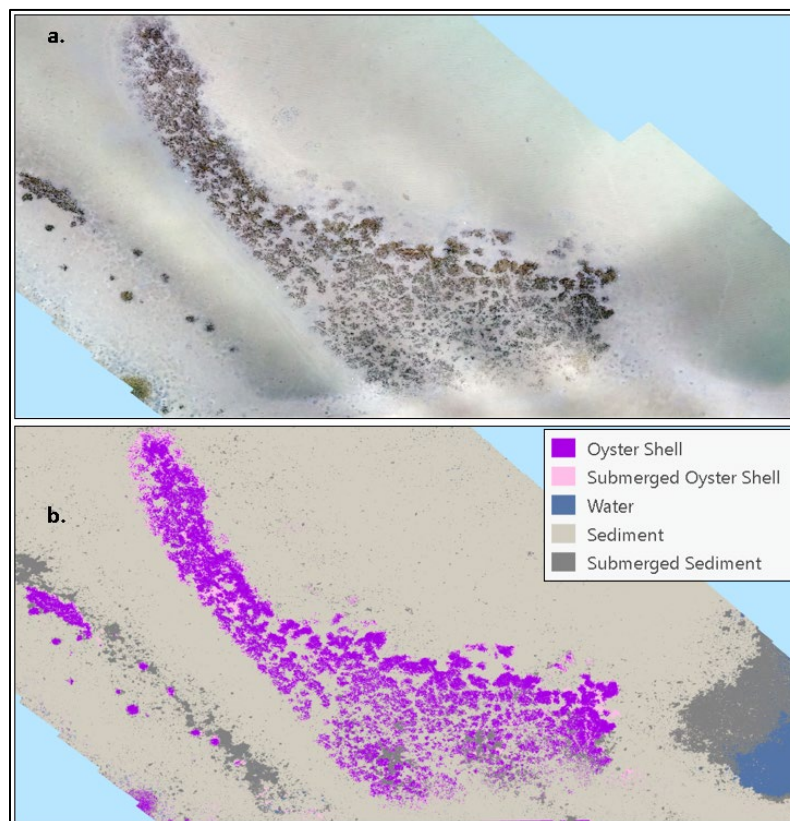 a.
b.
Oyster Shell
Submerged Oyster Shell
Water
Sediment
Submerged Sediment